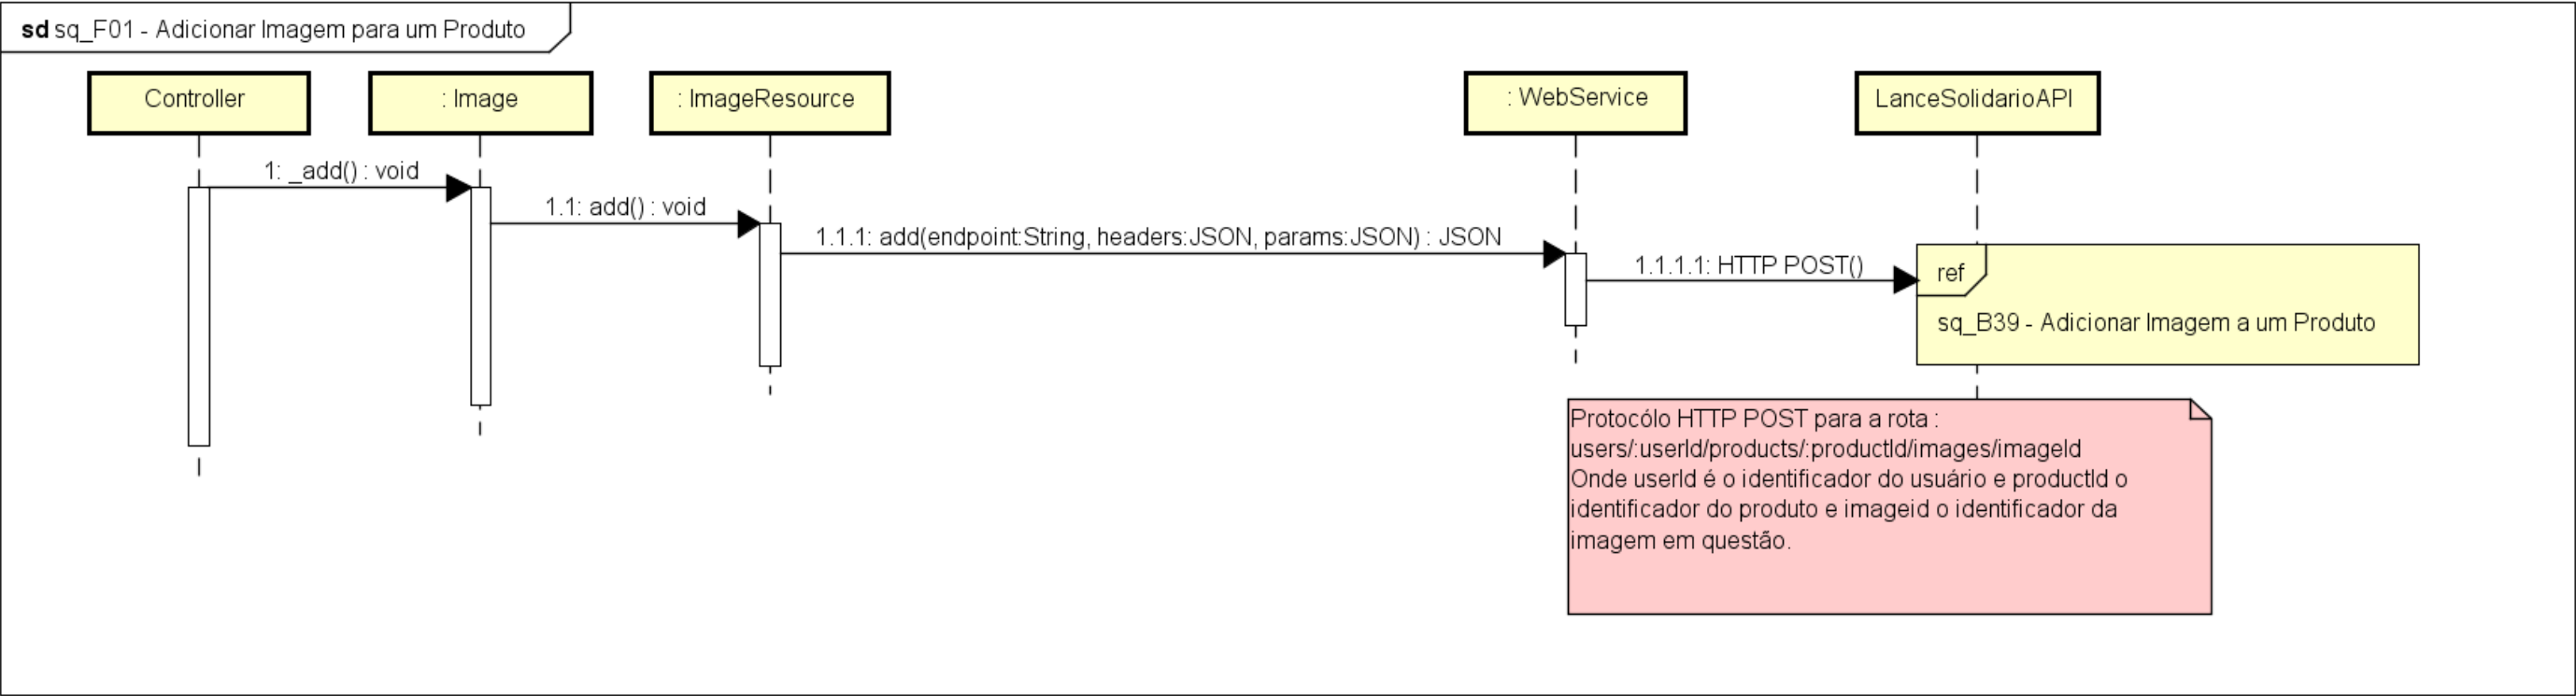 sd sq_F01 - Adicionar Imagem para um Produto
Controller
: Image
: ImageResource
: WebService
LanceSolidarioAPI
1: _add() : void
1.1: add() : void
1.1.1: add(endpoint:String, headers:JSON, params:JSON) : JSON
1.1.1.1: HTTP POST()
ref
sq_B39 - Adicionar Imagem a um Produto
Protocólo HTTP POST para a rota :
users/:userId/products/:productId/images/imageId
Onde userId é o identificador do usuário e productId o
identificador do produto e imageid o identificador da
imagem em questão.